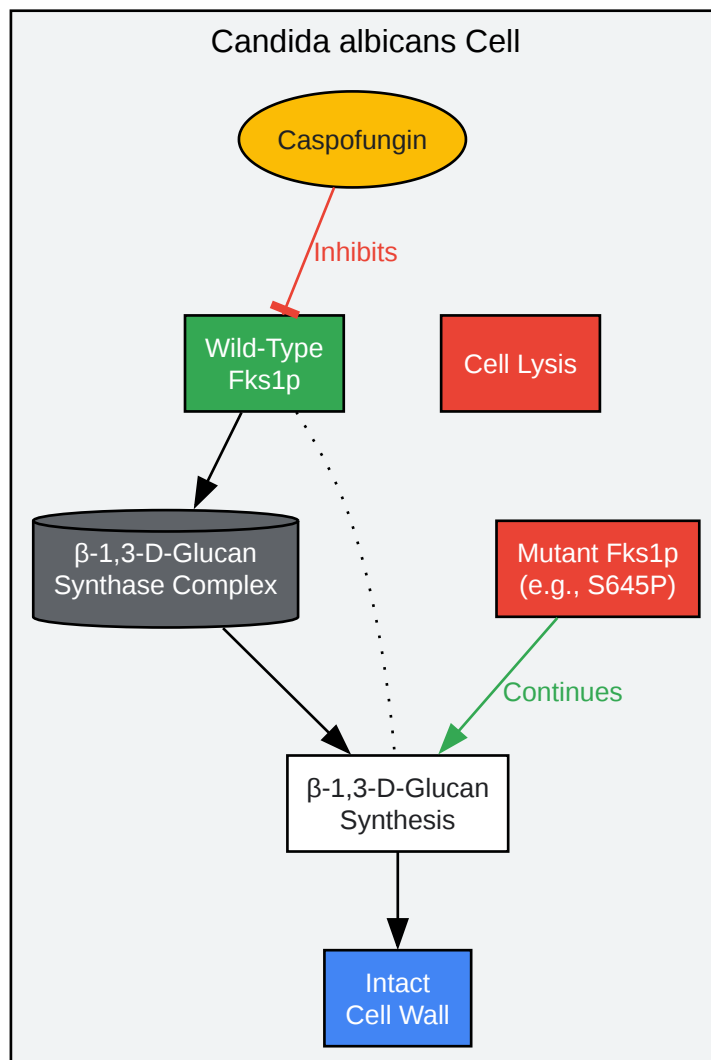 Candida albicans Cell
Caspofungin
Inhibits
Wild-Type
Fks1p
Cell Lysis
β-1,3-D-Glucan
Synthase Complex
Mutant Fks1p
(e.g., S645P)
Continues
β-1,3-D-Glucan
Synthesis
Intact
Cell Wall